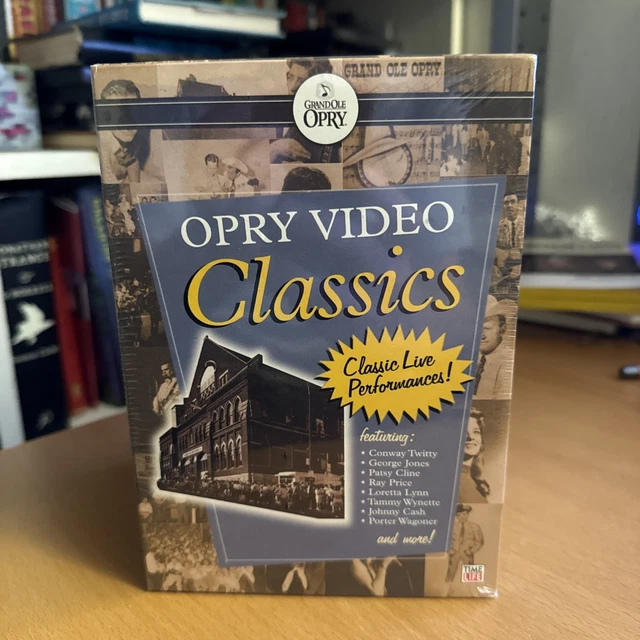 GRAND OLE OPRY
GRAND OLE
OPRY
OPRY VIDEO
Classics
Classic Live
Performances!
featuring:
• Conway Twitty
• George Jones
• Patsy Cline
• Ray Price
• Loretta Lynn
• Tammy Wynette
• Johnny Cash
• Porter Wagoner
and more!
TIME
LIFE